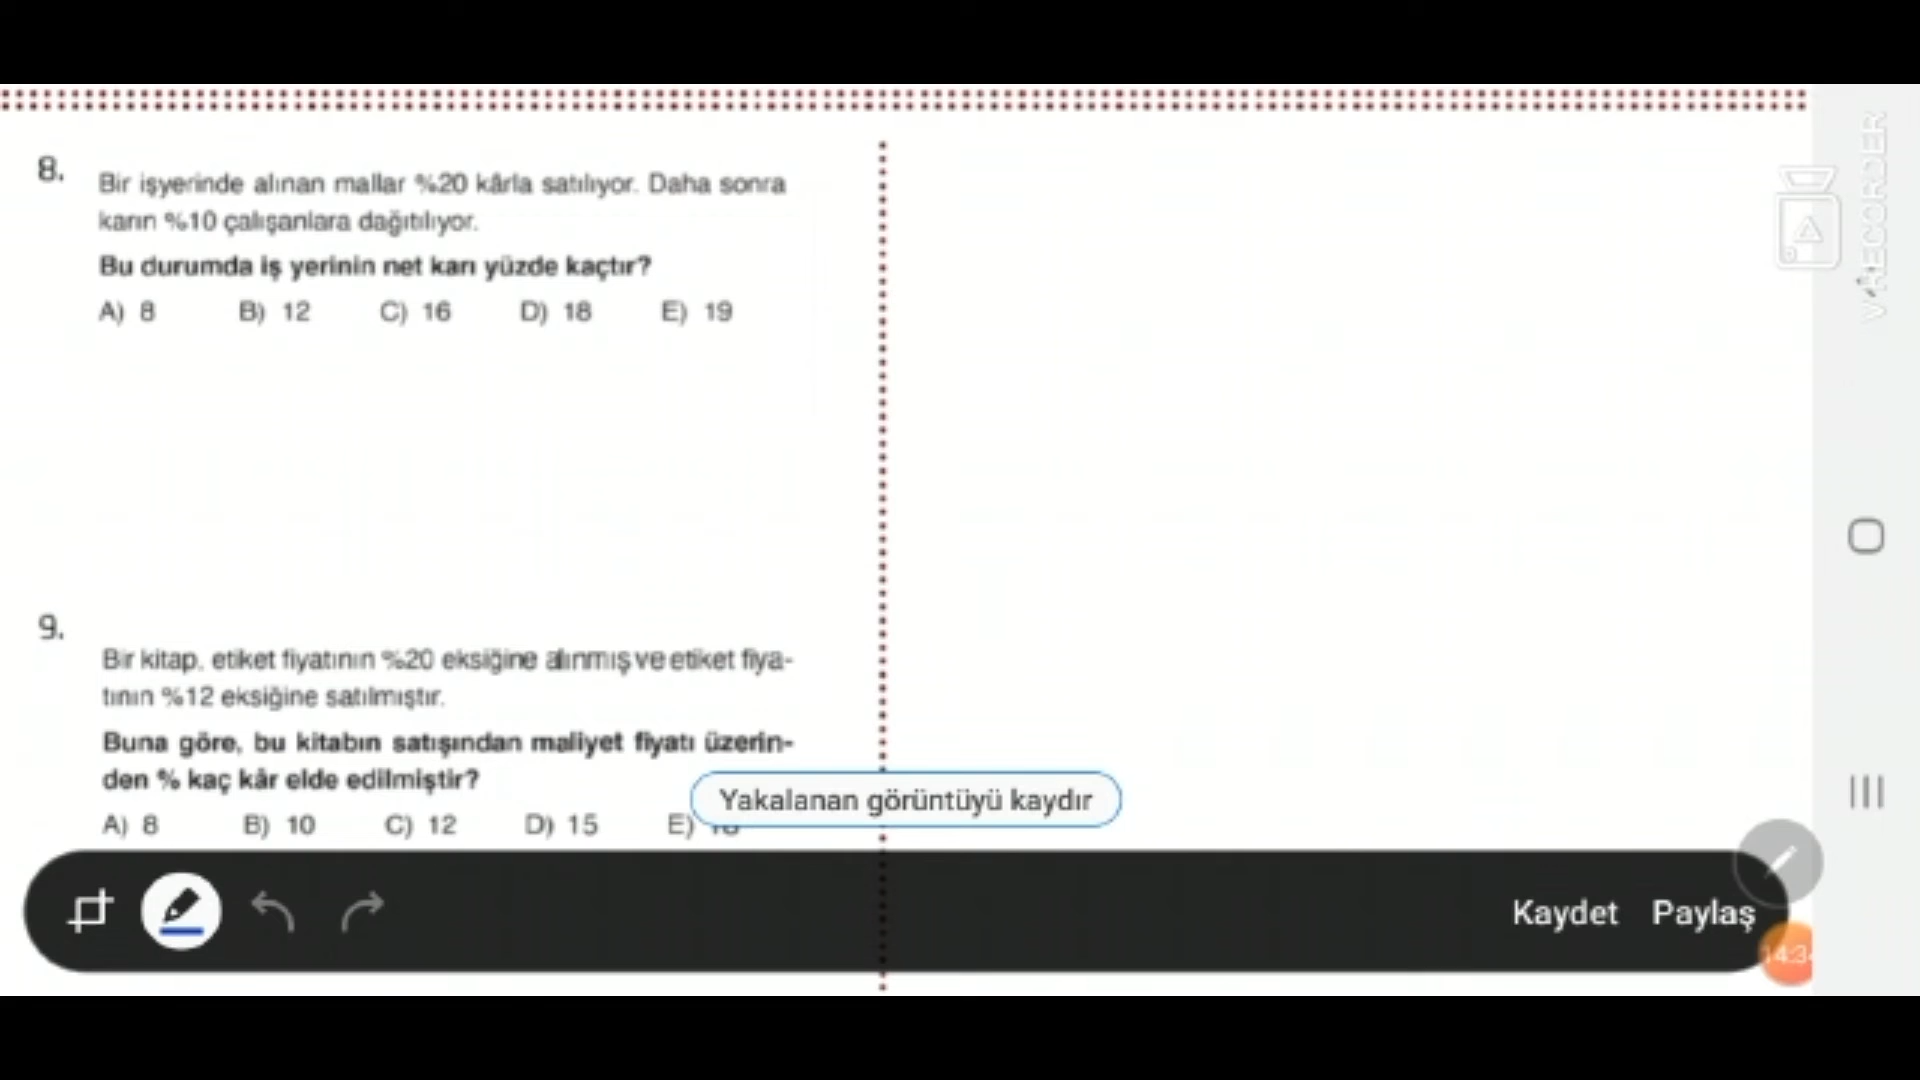 8.
Bir işyerinde alınan mallar %20 kârla satılıyor. Daha sonra
karın %10 çalışanlara dağıtılıyor.
Bu durumda iş yerinin net karı yüzde kaçtır?
A) 8 B) 12 C) 16 D) 18 E) 19
9.
Bir kitap, etiket fiyatının %20 eksiğine alınmış ve etiket fiya-
tının %12 eksiğine satılmıştır.
Buna göre, bu kitabın satışından maliyet fiyatı üzerin-
den % kaç kâr elde edilmiştir?
A) 8 B) 10 C) 12 D) 15 E)
Yakalanan görüntüyü kaydır
Kaydet Paylaş
RECORDER